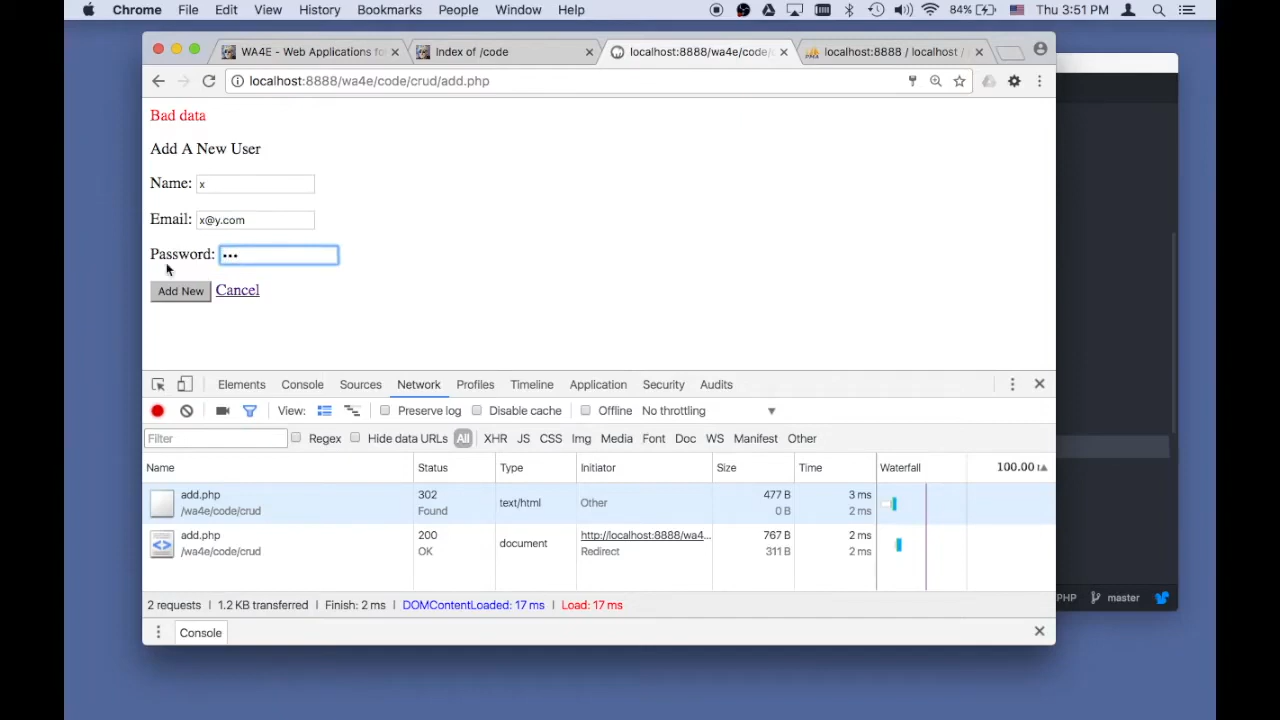 Chrome File Edit View History Bookmarks People Window Help 84% Thu 3:51 PM
WA4E - Web Applications fo Index of /code localhost:8888/wa4e/code/ localhost:8888 / localhost /
localhost:8888/wa4e/code/crud/add.php
Bad data
Add A New User
Name: x
Email: x@y.com
Password: •••
Add New Cancel
Elements Console Sources Network Profiles Timeline Application Security Audits
View: Preserve log Disable cache Offline No throttling
Filter Regex Hide data URLs All XHR JS CSS Img Media Font Doc WS Manifest Other
Name Status Type Initiator Size Time Waterfall 100.00
add.php 302 text/html Other 477 B 3 ms
/wa4e/code/crud Found 0 B 2 ms
add.php 200 document http://localhost:8888/wa4... 767 B 2 ms
/wa4e/code/crud OK Redirect 311 B 2 ms
PHP master
2 requests | 1.2 KB transferred | Finish: 2 ms | DOMContentLoaded: 17 ms | Load: 17 ms
Console